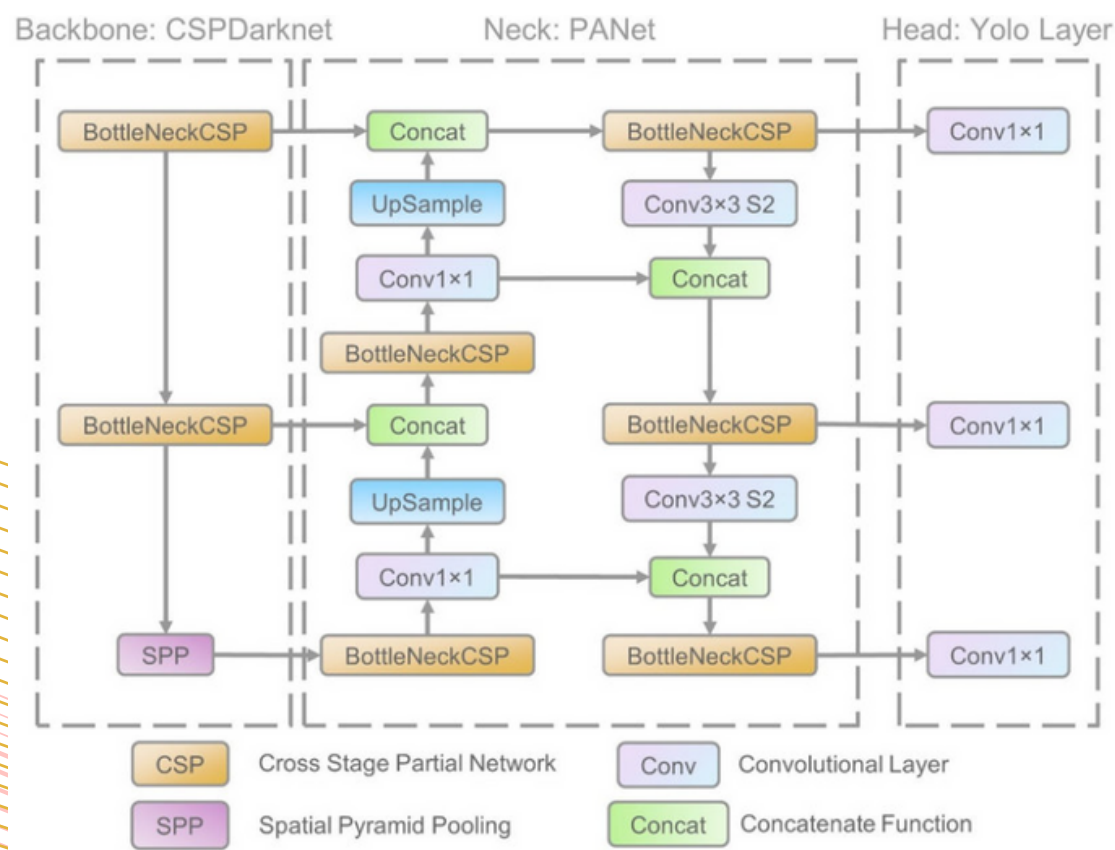 Backbone: CSPDarknet
Neck: PANet
Head: Yolo Layer
BottleNeckCSP
Concat
BottleNeckCSP
Conv1×1
UpSample
Conv3×3 S2
Conv1×1
Concat
BottleNeckCSP
BottleNeckCSP
Concat
BottleNeckCSP
Conv1×1
UpSample
Conv3×3 S2
Conv1×1
Concat
SPP
BottleNeckCSP
BottleNeckCSP
Conv1×1
CSP
Cross Stage Partial Network
Conv
Convolutional Layer
SPP
Spatial Pyramid Pooling
Concat
Concatenate Function